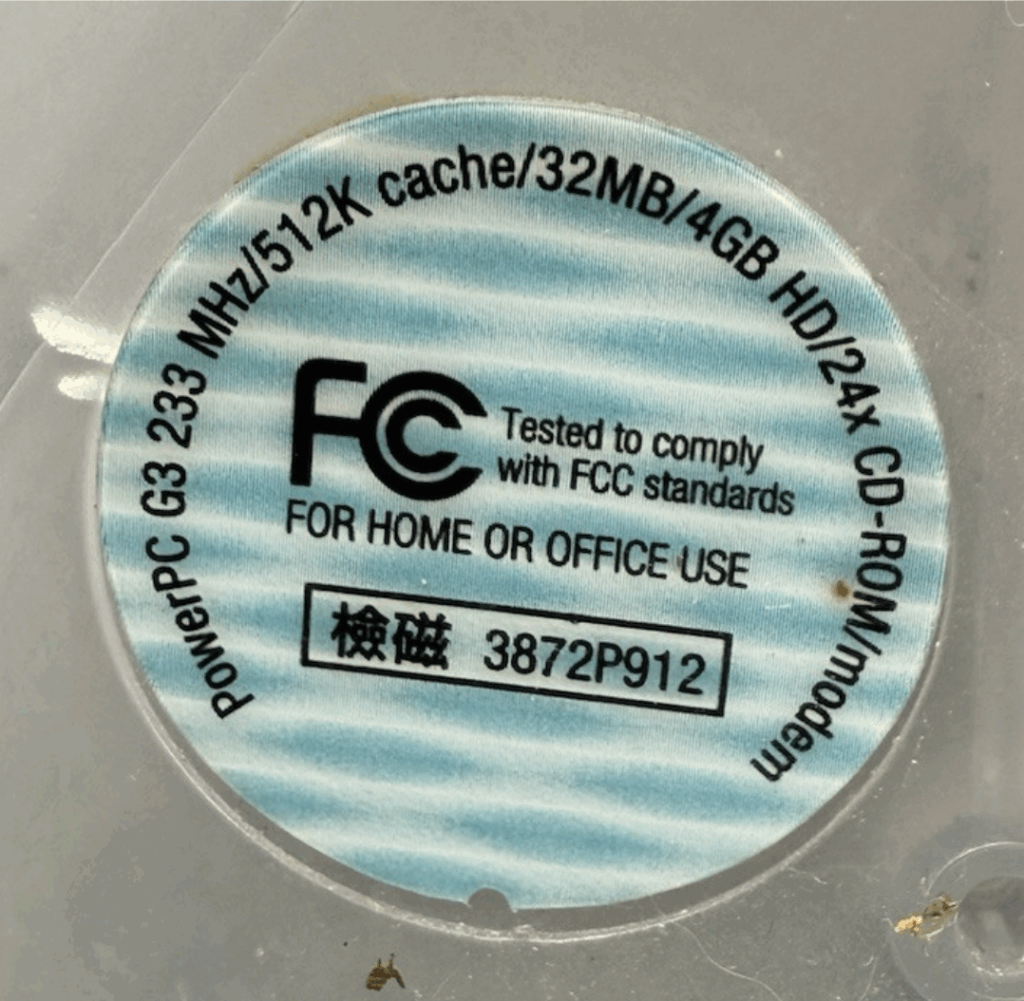 PowerPC G3 233 MHz/512K cache/32MB/4GB HD/24x CD-ROM/modem
FC Tested to comply
with FCC standards
FOR HOME OR OFFICE USE
檢磁 3872P912